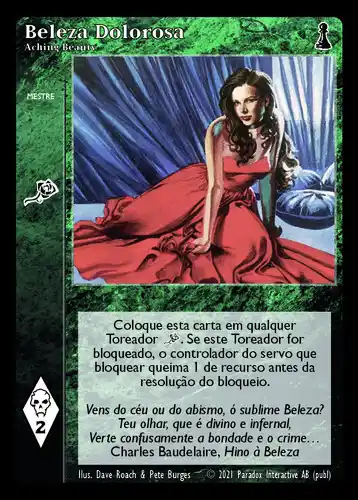 Beleza Dolorosa
Aching Beauty
MESTRE
Coloque esta carta em qualquer
Toreador . Se este Toreador for
bloqueado, o controlador do servo que
bloquear queima 1 de recurso antes da
resolução do bloqueio.
Vens do céu ou do abismo, ó sublime Beleza?
Teu olhar, que é divino e infernal,
Verte confusamente a bondade e o crime…
Charles Baudelaire, Hino à Beleza
2
Ilus. Dave Roach & Pete Burges © 2021 Paradox Interactive AB (publ)